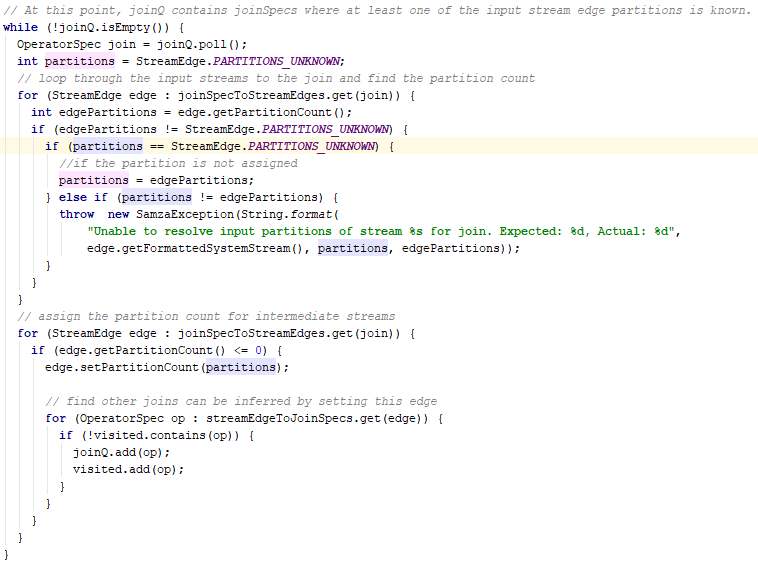 // At this point, joinQ contains joinSpecs where at least one of the input stream edge partitions is known.
while (!joinQ.isEmpty()) {
  OperatorSpec join = joinQ.poll();
  int partitions = StreamEdge.PARTITIONS_UNKNOWN;
  // loop through the input streams to the join and find the partition count
  for (StreamEdge edge : joinSpecToStreamEdges.get(join)) {
    int edgePartitions = edge.getPartitionCount();
    if (edgePartitions != StreamEdge.PARTITIONS_UNKNOWN) {
      if (partitions == StreamEdge.PARTITIONS_UNKNOWN) {
        //if the partition is not assigned
        partitions = edgePartitions;
      } else if (partitions != edgePartitions) {
        throw  new SamzaException(String.format(
            "Unable to resolve input partitions of stream %s for join. Expected: %d, Actual: %d",
            edge.getFormattedSystemStream(), partitions, edgePartitions));
      }
    }
  }
  // assign the partition count for intermediate streams
  for (StreamEdge edge : joinSpecToStreamEdges.get(join)) {
    if (edge.getPartitionCount() <= 0) {
      edge.setPartitionCount(partitions);

      // find other joins can be inferred by setting this edge
      for (OperatorSpec op : streamEdgeToJoinSpecs.get(edge)) {
        if (!visited.contains(op)) {
          joinQ.add(op);
          visited.add(op);
        }
      }
    }
  }
}